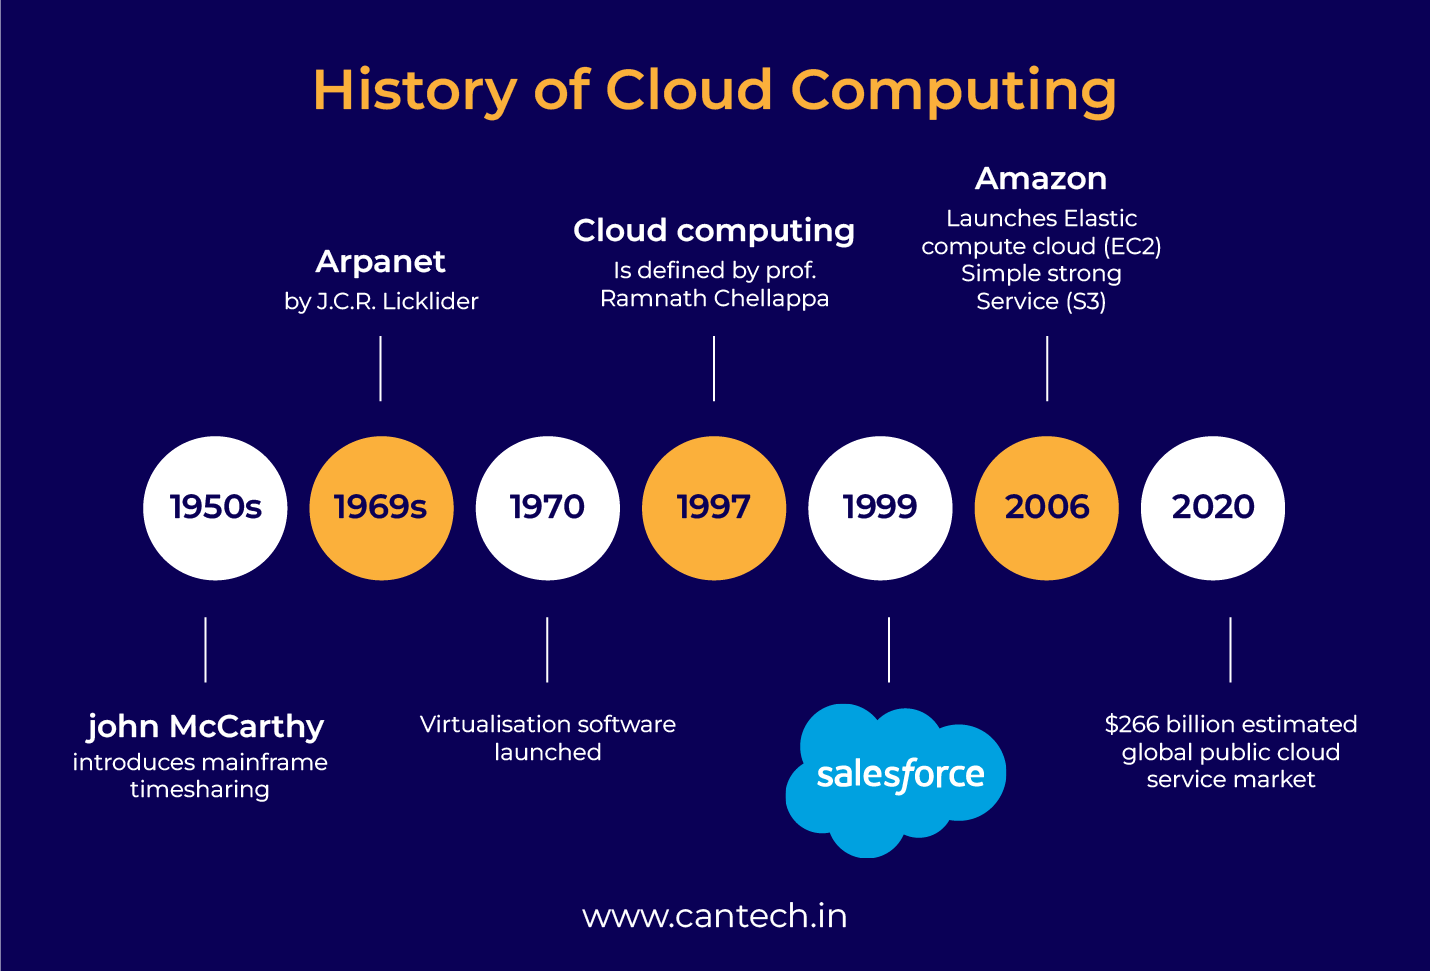 History of Cloud Computing
Amazon
Launches Elastic
compute cloud (EC2)
Simple strong
Service (S3)
Cloud computing
Is defined by prof.
Ramnath Chellappa
Arpanet
by J.C.R. Licklider
1950s
1969s
1970
1997
1999
2006
2020
john McCarthy
introduces mainframe
timesharing
Virtualisation software
launched
salesforce
$266 billion estimated
global public cloud
service market
www.cantech.in